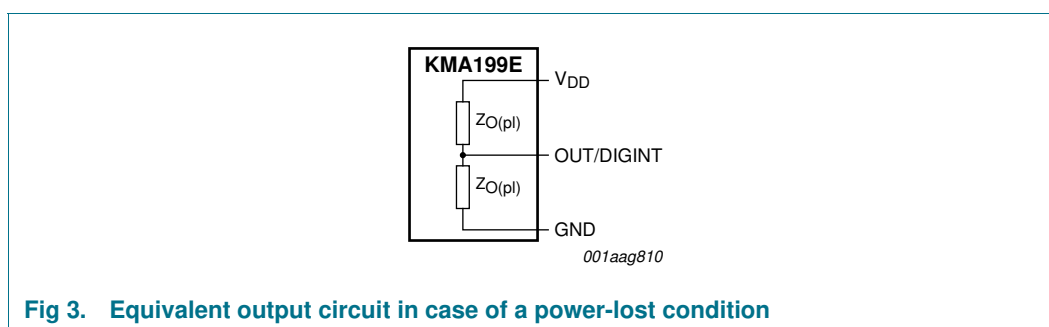 KMA199E
VDD
ZO(pl)
OUT/DIGINT
ZO(pl)
GND
001aag810
Fig 3. Equivalent output circuit in case of a power-lost condition